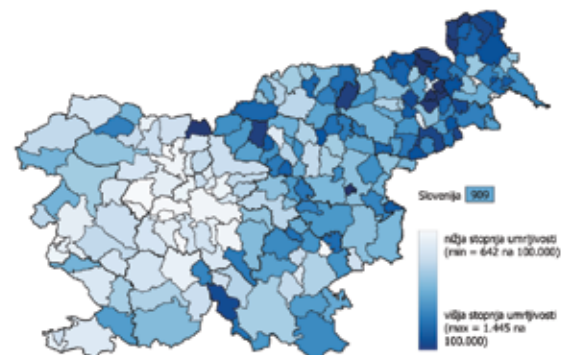 Slovenija 909
nižja stopnja umrljivosti
(min = 642 na 100.000)
višja stopnja umrljivosti
(max = 1.445 na
100.000)